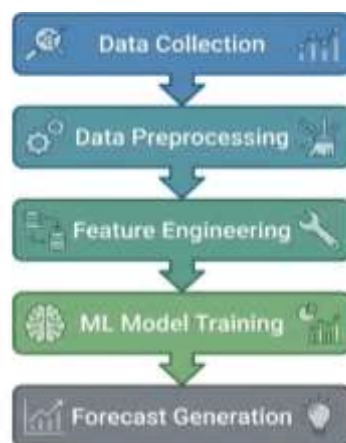 Data Collection
Data Preprocessing
Feature Engineering
ML Model Training
Forecast Generation